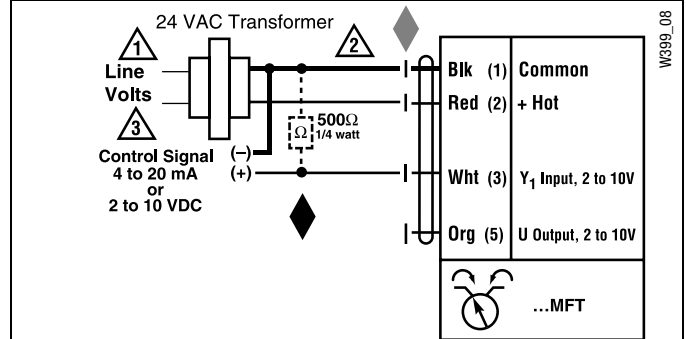 24 VAC Transformer
1
2
Line
Volts
3
Control Signal
4 to 20 mA
or
2 to 10 VDC
(–)
(+)
Ω
500Ω
1/4 watt
Blk (1) Common
Red (2) + Hot
Wht (3) Y1 Input, 2 to 10V
Org (5) U Output, 2 to 10V
...MFT
W399_08